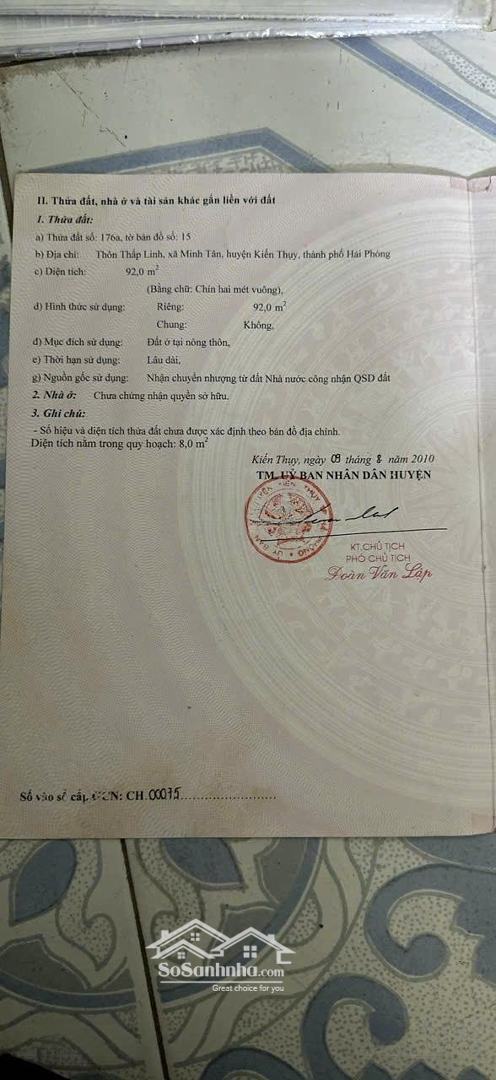 II. Thửa đất, nhà ở và tài sản khác gắn liền với đất
1. Thửa đất:
a) Thửa đất số: 176a, tờ bản đồ số: 15
b) Địa chỉ: Thôn Thấp Linh, xã Minh Tân, huyện Kiến Thụy, thành phố Hải Phòng
c) Diện tích: 92,0 m²
(Bằng chữ: Chín hai mét vuông),
d) Hình thức sử dụng: Riêng: 92,0 m²
Chung: Không,
đ) Mục đích sử dụng: Đất ở tại nông thôn,
e) Thời hạn sử dụng: Lâu dài,
g) Nguồn gốc sử dụng: Nhận chuyển nhượng từ đất Nhà nước công nhận QSD đất
2. Nhà ở: Chưa chứng nhận quyền sở hữu.
3. Ghi chú:
- Số hiệu và diện tích thửa đất chưa được xác định theo bản đồ địa chính.
Diện tích nằm trong quy hoạch: 8,0 m²
Kiến Thụy, ngày 09 tháng 8 năm 2010
TM. UỶ BAN NHÂN DÂN HUYỆN
KT.CHỦ TỊCH
PHÓ CHỦ TỊCH
Đoàn Văn Lập
Số vào sổ cấp GCN: CH.00075
SoSanhnha.com
Great choice for you